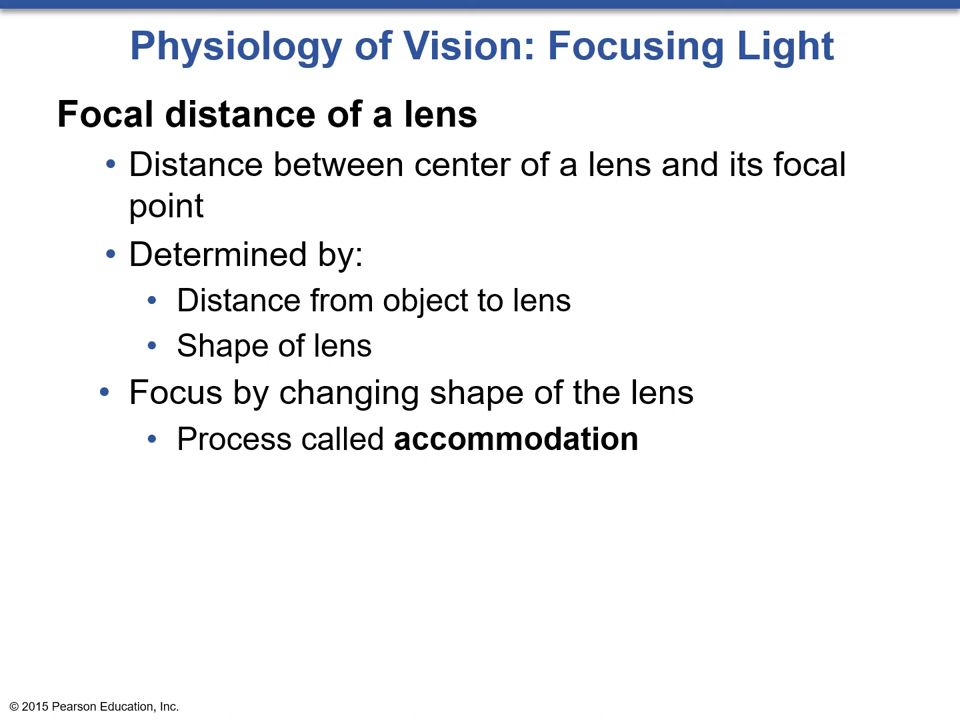 Physiology of Vision: Focusing Light
Focal distance of a lens
• Distance between center of a lens and its focal
point
• Determined by:
• Distance from object to lens
• Shape of lens
• Focus by changing shape of the lens
• Process called accommodation
© 2015 Pearson Education, Inc.